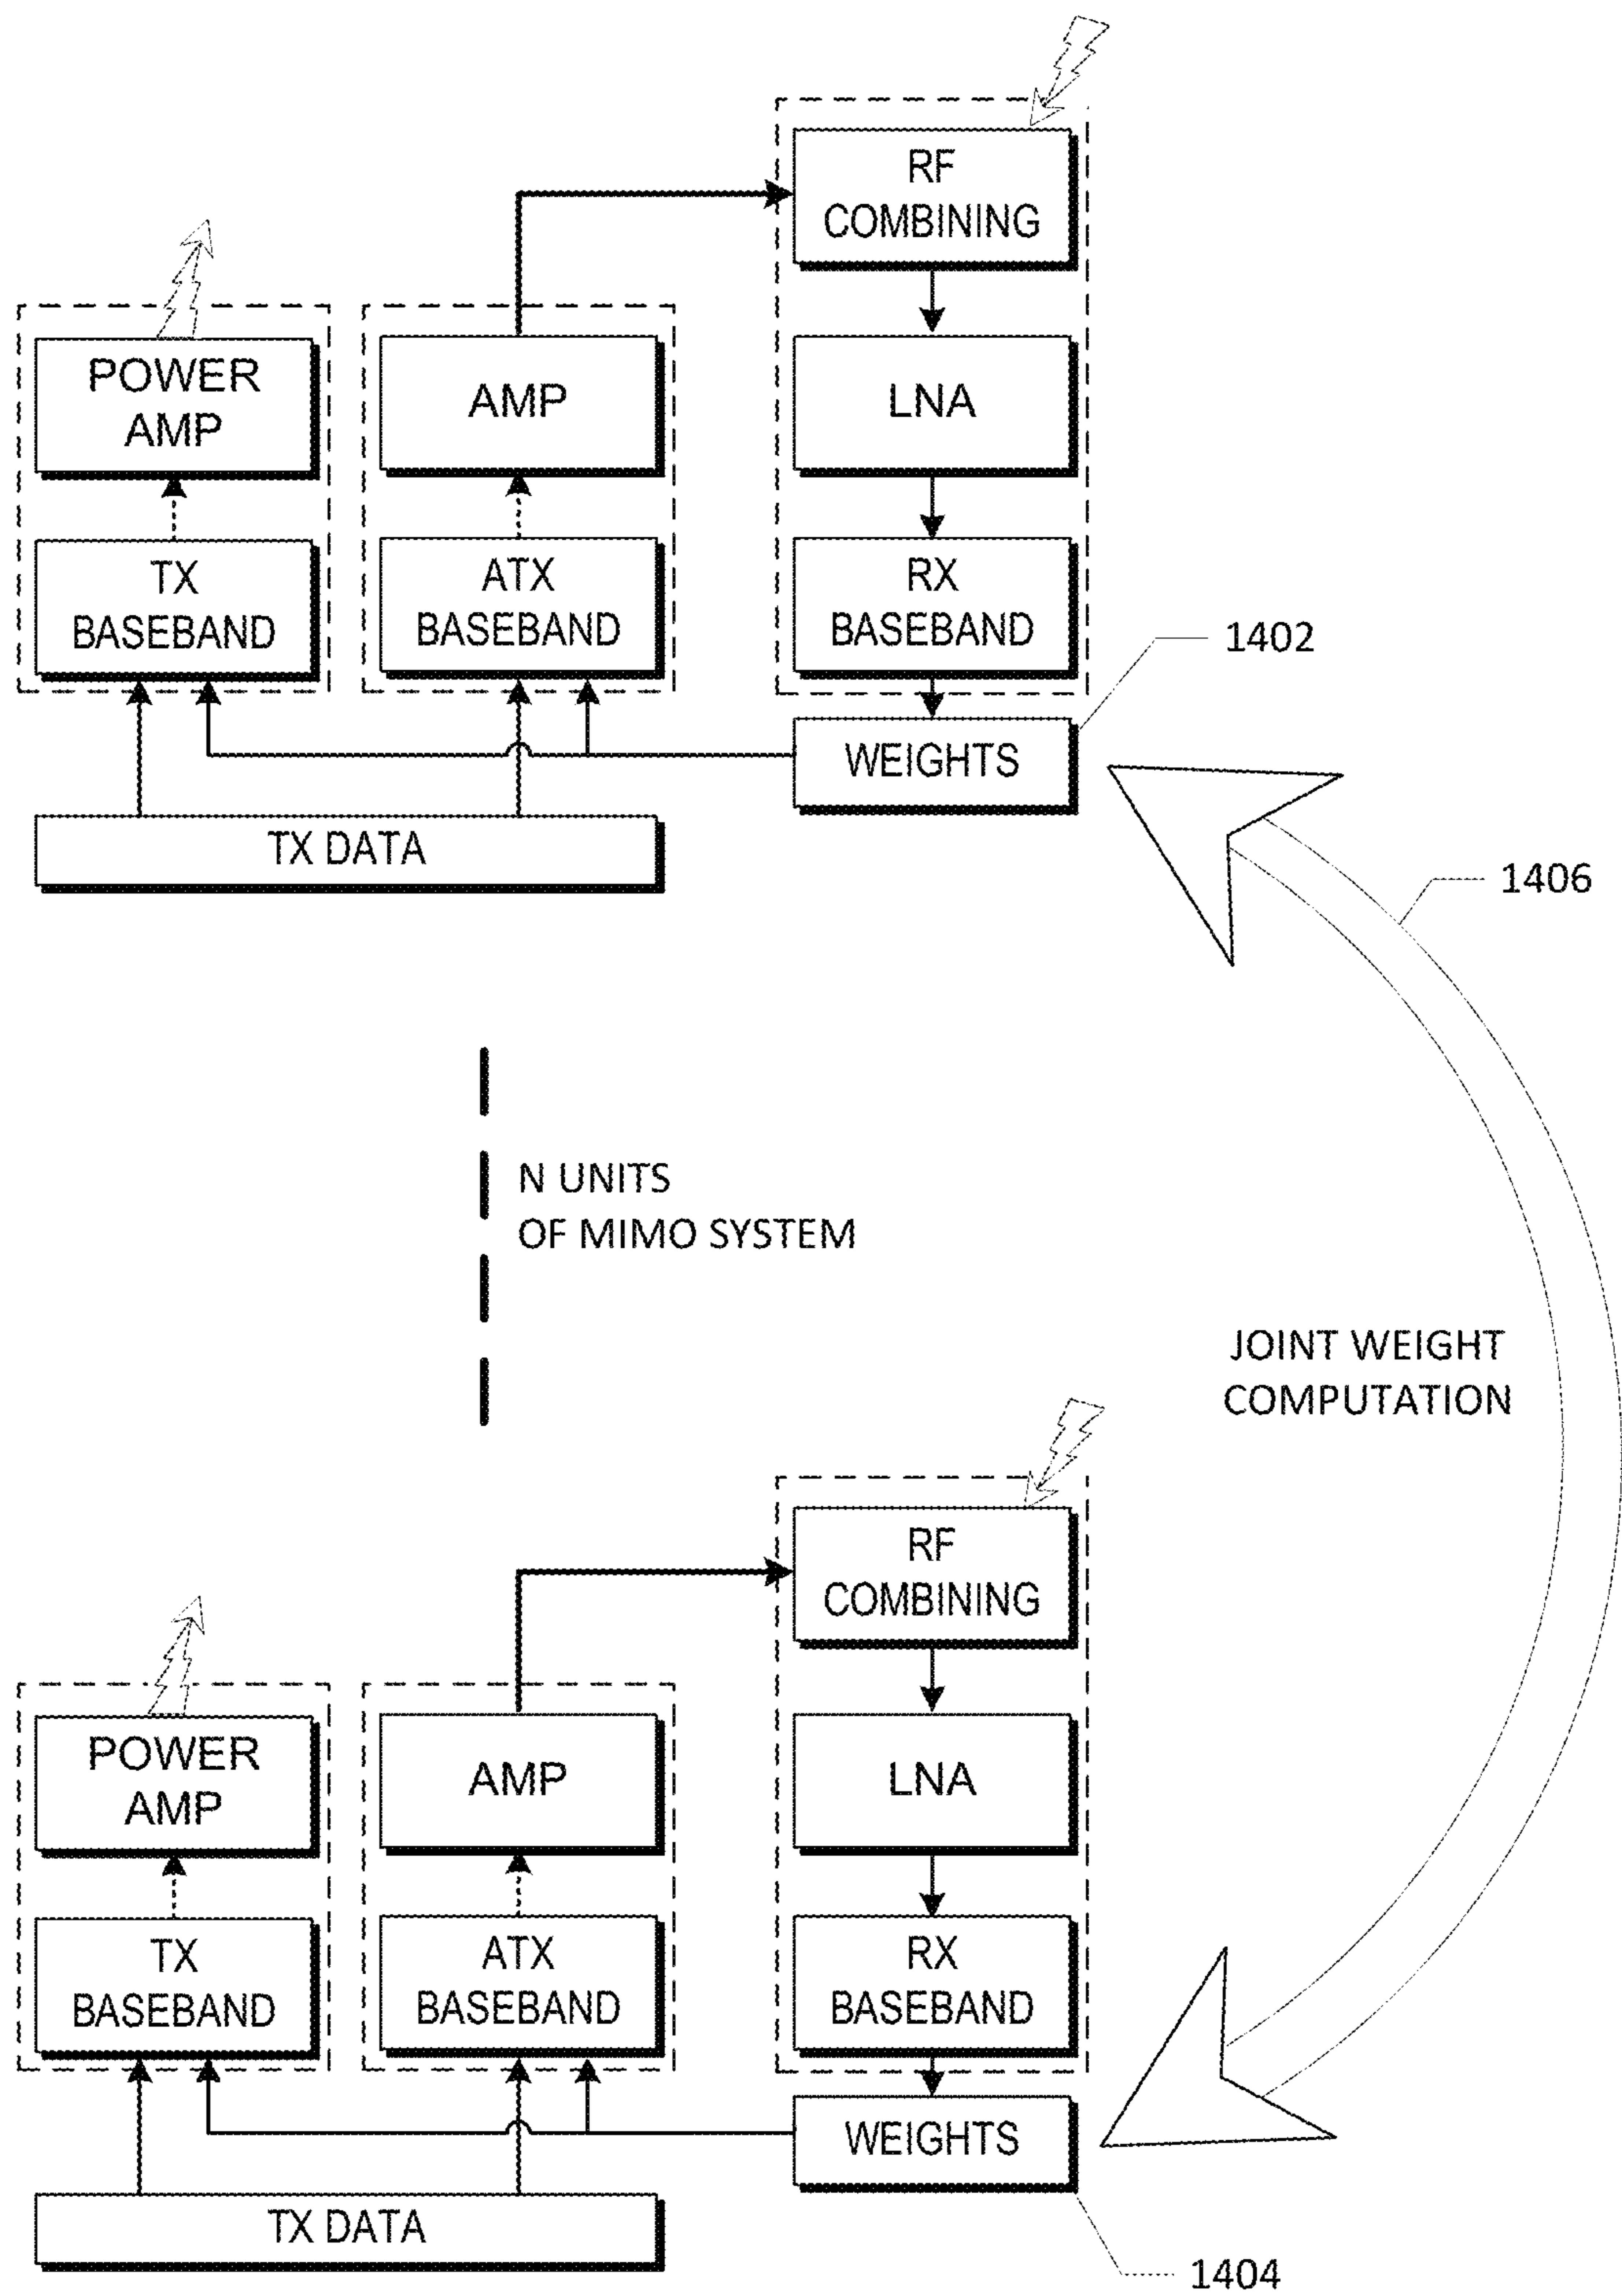 RF
COMBINING
POWER
AMP
AMP
LNA
TX
BASEBAND
ATX
BASEBAND
RX
BASEBAND
1402
WEIGHTS
TX DATA
1406
N UNITS
OF MIMO SYSTEM
JOINT WEIGHT
COMPUTATION
RF
COMBINING
POWER
AMP
AMP
LNA
TX
BASEBAND
ATX
BASEBAND
RX
BASEBAND
WEIGHTS
TX DATA
1404